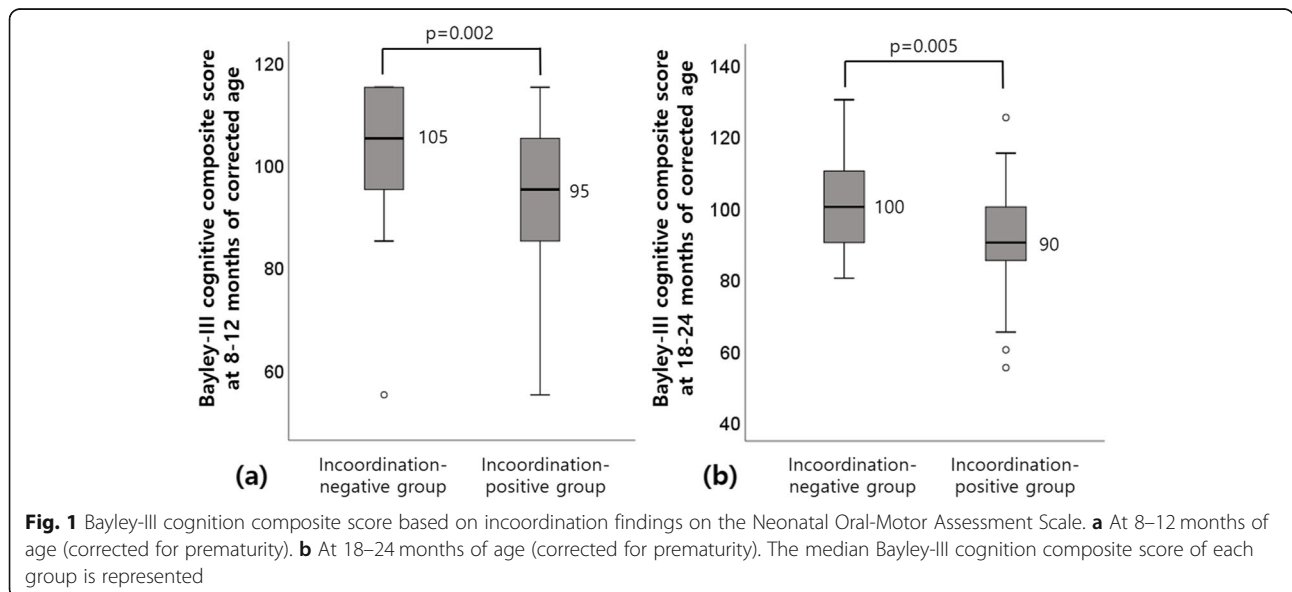 p=0.002
Bayley-III cognitive composite score
at 8-12 months of corrected age
120
100
80
60
105
95
(a)
Incoordination-
negative group
Incoordination-
positive group
p=0.005
Bayley-III cognitive composite score
at 18-24 months of corrected age
140
120
100
80
60
40
100
90
(b)
Incoordination-
negative group
Incoordination-
positive group
Fig. 1 Bayley-III cognition composite score based on incoordination findings on the Neonatal Oral-Motor Assessment Scale. a At 8–12 months of
age (corrected for prematurity). b At 18–24 months of age (corrected for prematurity). The median Bayley-III cognition composite score of each
group is represented